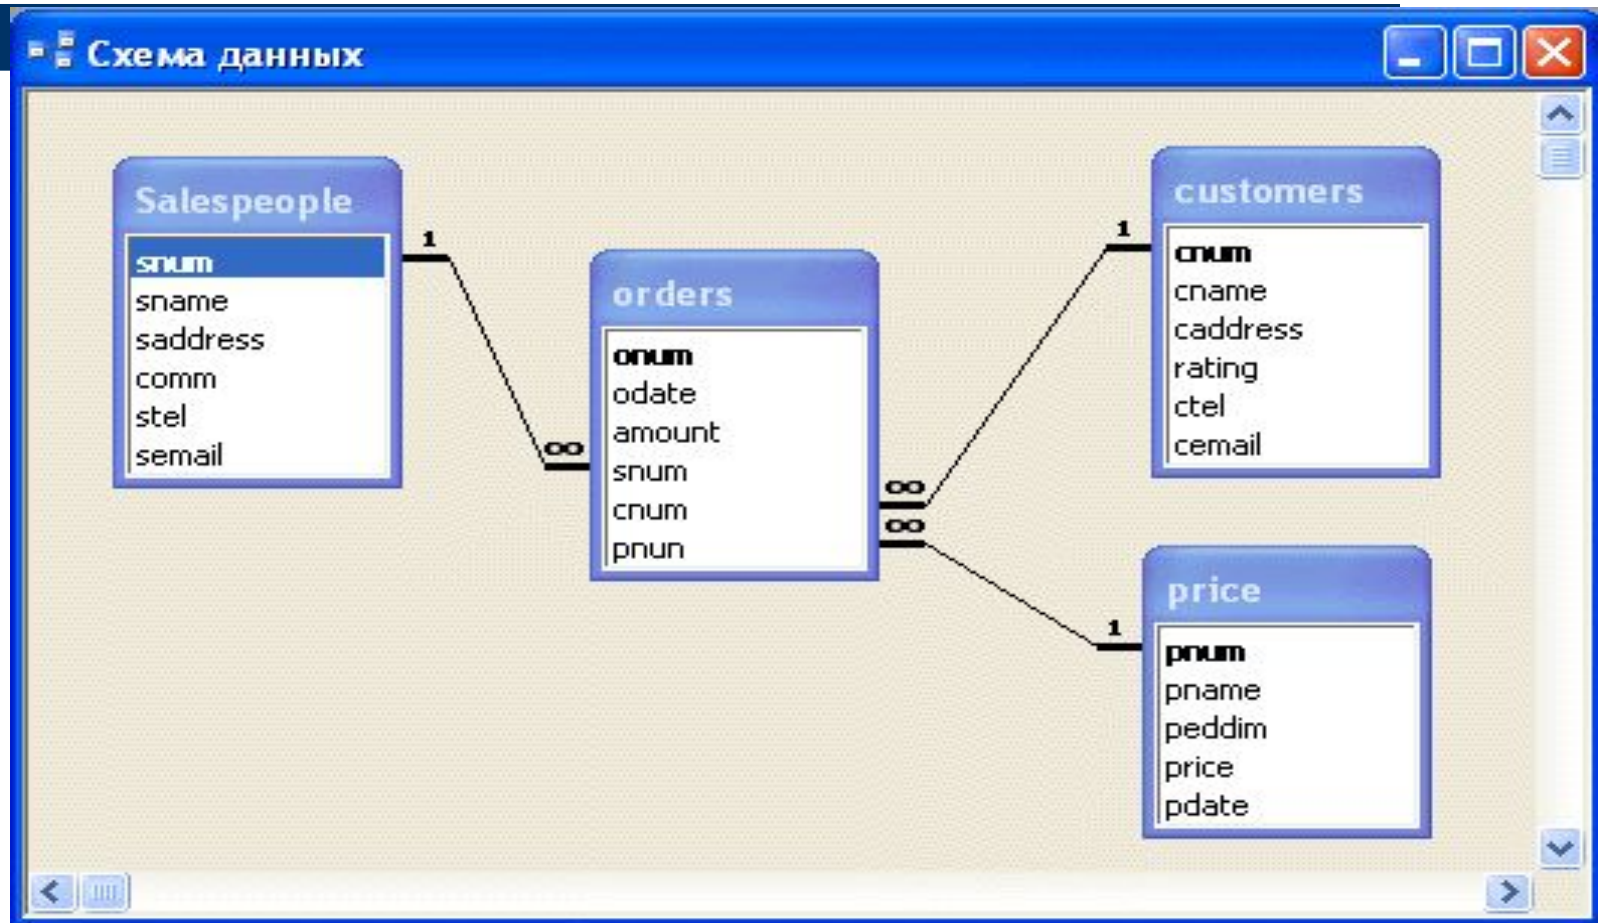 Схема данных
Salespeople
snum
sname
saddress
comm
stel
semail
1
∞
orders
onum
odate
amount
snum
cnum
pnun
∞
∞
1
customers
cnum
cname
caddress
rating
ctel
cemail
1
price
pnum
pname
peddim
price
pdate